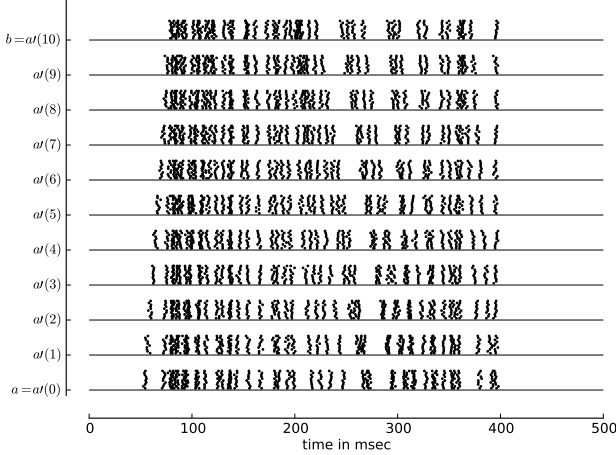 b=a′(10)
a′(9)
a′(8)
a′(7)
a′(6)
a′(5)
a′(4)
a′(3)
a′(2)
a′(1)
a=a′(0)
0 100 200 300 400 500
time in msec